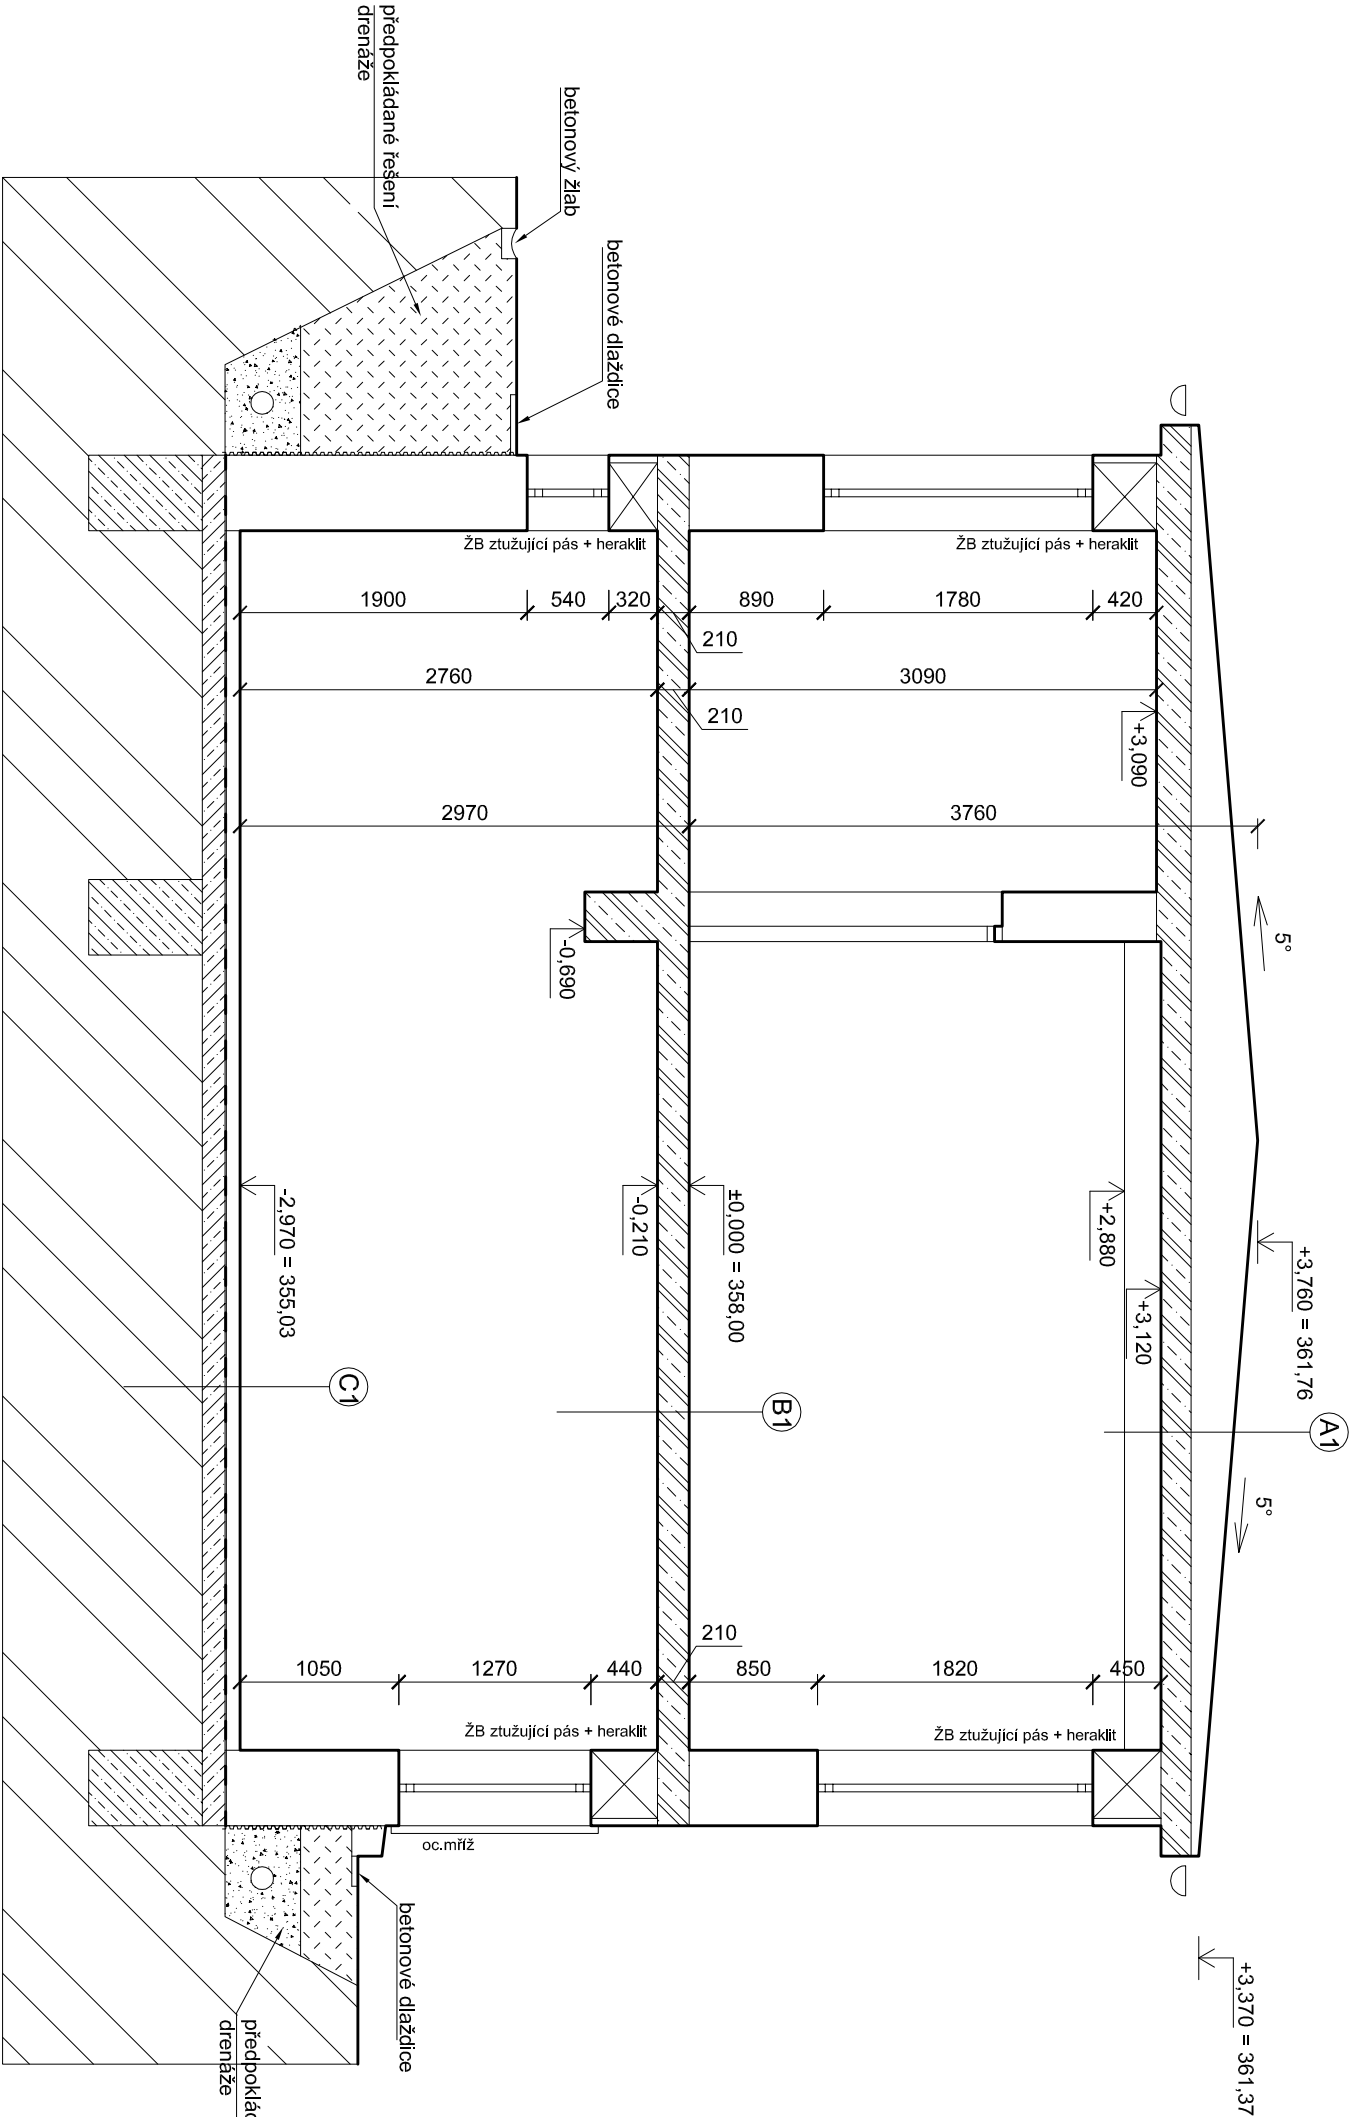 předpokládané řešení
drenáže
betonový žlab
betonové dlaždice
ŽB ztužující pás + heraklit
ŽB ztužující pás + heraklit
1900
540
320
890
1780
420
210
2760
3090
210
+3,090
2970
3760
5°
-0,690
+2,880
+3,120
±0,000 = 358,00
-0,210
-2,970 = 355,03
+3,760 = 361,76
A1
B1
C1
5°
210
1050
1270
440
850
1820
450
ŽB ztužující pás + heraklit
ŽB ztužující pás + heraklit
oc.mříž
betonové dlaždice
+3,370 = 361,37
drenáže